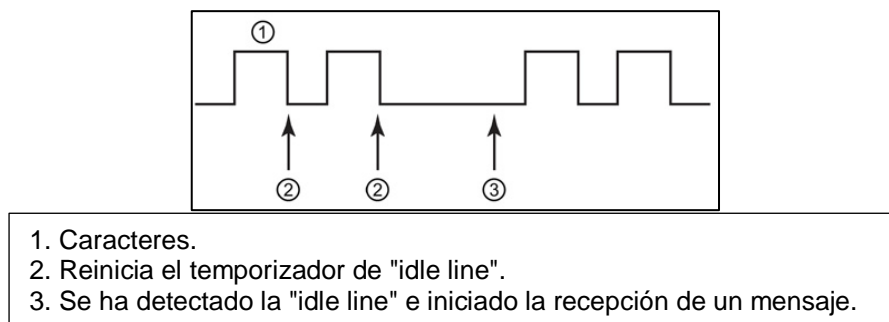 ①
② ② ③
1. Caracteres.
2. Reinicia el temporizador de "idle line".
3. Se ha detectado la "idle line" e iniciado la recepción de un mensaje.